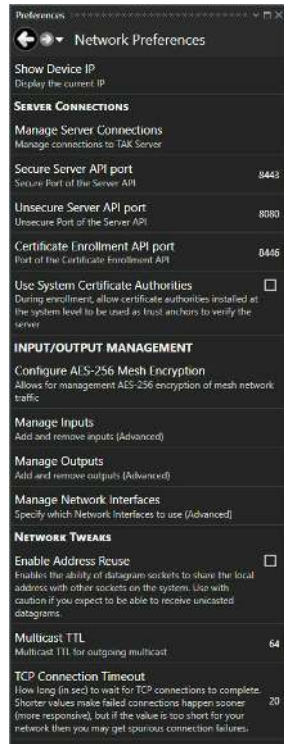 Preferences
Network Preferences
Show Device IP
Display the current IP
SERVER CONNECTIONS
Manage Server Connections
Manage connections to TAK Server
Secure Server API port
Secure Port of the Server API
8443
Unsecure Server API port
Unsecure Port of the Server API
8080
Certificate Enrollment API port
Port of the Certificate Enrollment API
8446
Use System Certificate Authorities
During enrollment, allow certificate authorities installed at
the system level to be used as trust anchors to verify the
server
INPUT/OUTPUT MANAGEMENT
Configure AES-256 Mesh Encryption
Allows for management AES-256 encryption of mesh network
traffic
Manage Inputs
Add and remove inputs (Advanced)
Manage Outputs
Add and remove outputs (Advanced)
Manage Network Interfaces
Specify which Network Interfaces to use (Advanced)
NETWORK TWEAKS
Enable Address Reuse
Enables the ability of datagram sockets to share the local
address with other sockets on the system. Use with
caution if you expect to be able to receive unicasted
datagrams.
Multicast TTL
Multicast TTL for outgoing multicast
64
TCP Connection Timeout
How long (in sec) to wait for TCP connections to complete.
Shorter values make failed connections happen sooner
(more responsive), but if the value is too short for your
network then you may get spurious connection failures.
20